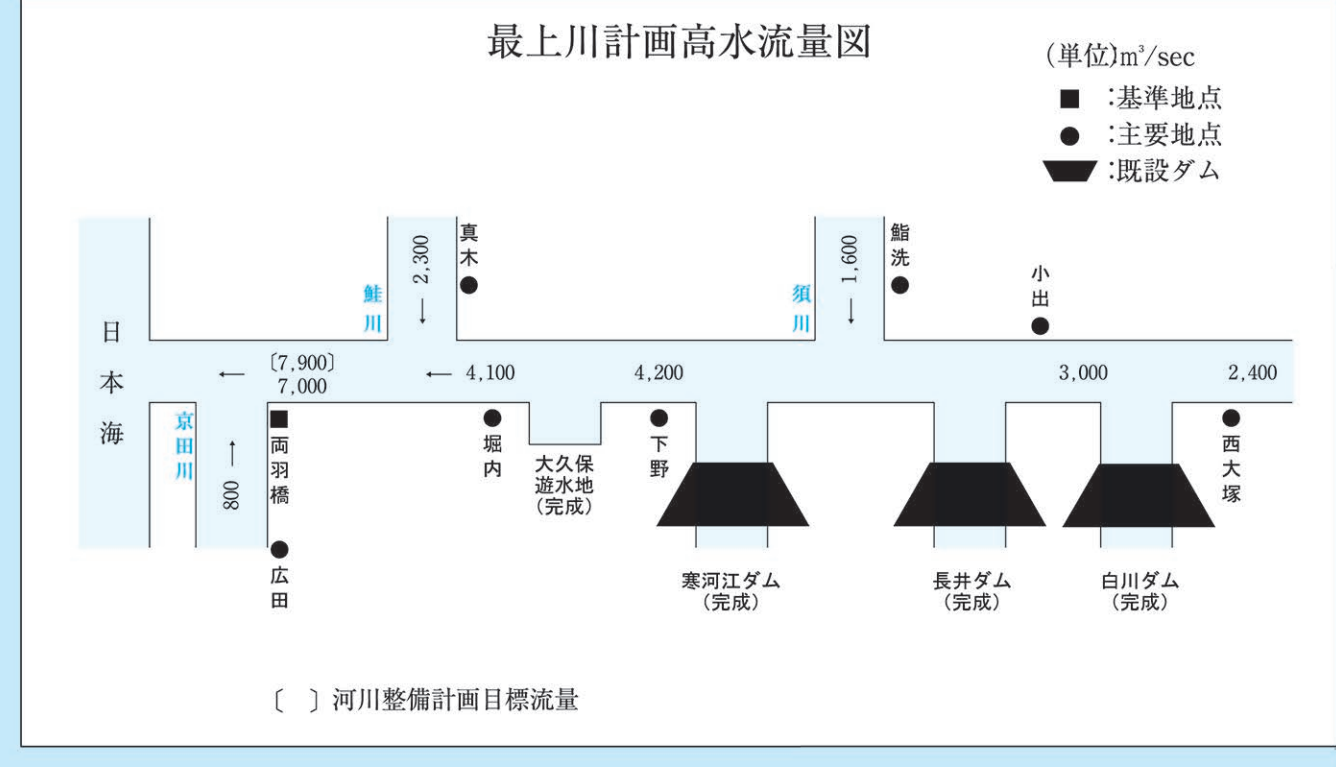 最上川計画高水流量図
(単位)m³/sec
■ :基準地点
● :主要地点
:既設ダム
日本海
鮭川
2,300
真木
須川
1,600
鮨洗
小出
〔7,900〕
7,000
4,100
4,200
3,000
2,400
京田川
800
両羽橋
広田
堀内
大久保
遊水地
(完成)
下野
寒河江ダム
(完成)
長井ダム
(完成)
白川ダム
(完成)
西大塚
〔 〕河川整備計画目標流量